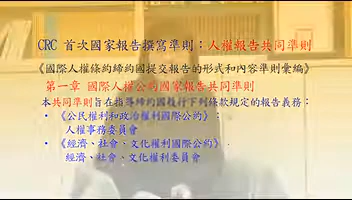 CRC 首次國家報告撰寫準則：人權報告共同準則
《國際人權條約締約國提交報告的形式和內容準則彙編》
第一章 國際人權公約國家報告共同準則
本共同準則旨在指導締約國履行下列條款規定的報告義務：
• 《公民權利和政治權利國際公約》：
人權事務委員會
• 《經濟、社會、文化權利國際公約》．
經濟、社會、文化權利委員會